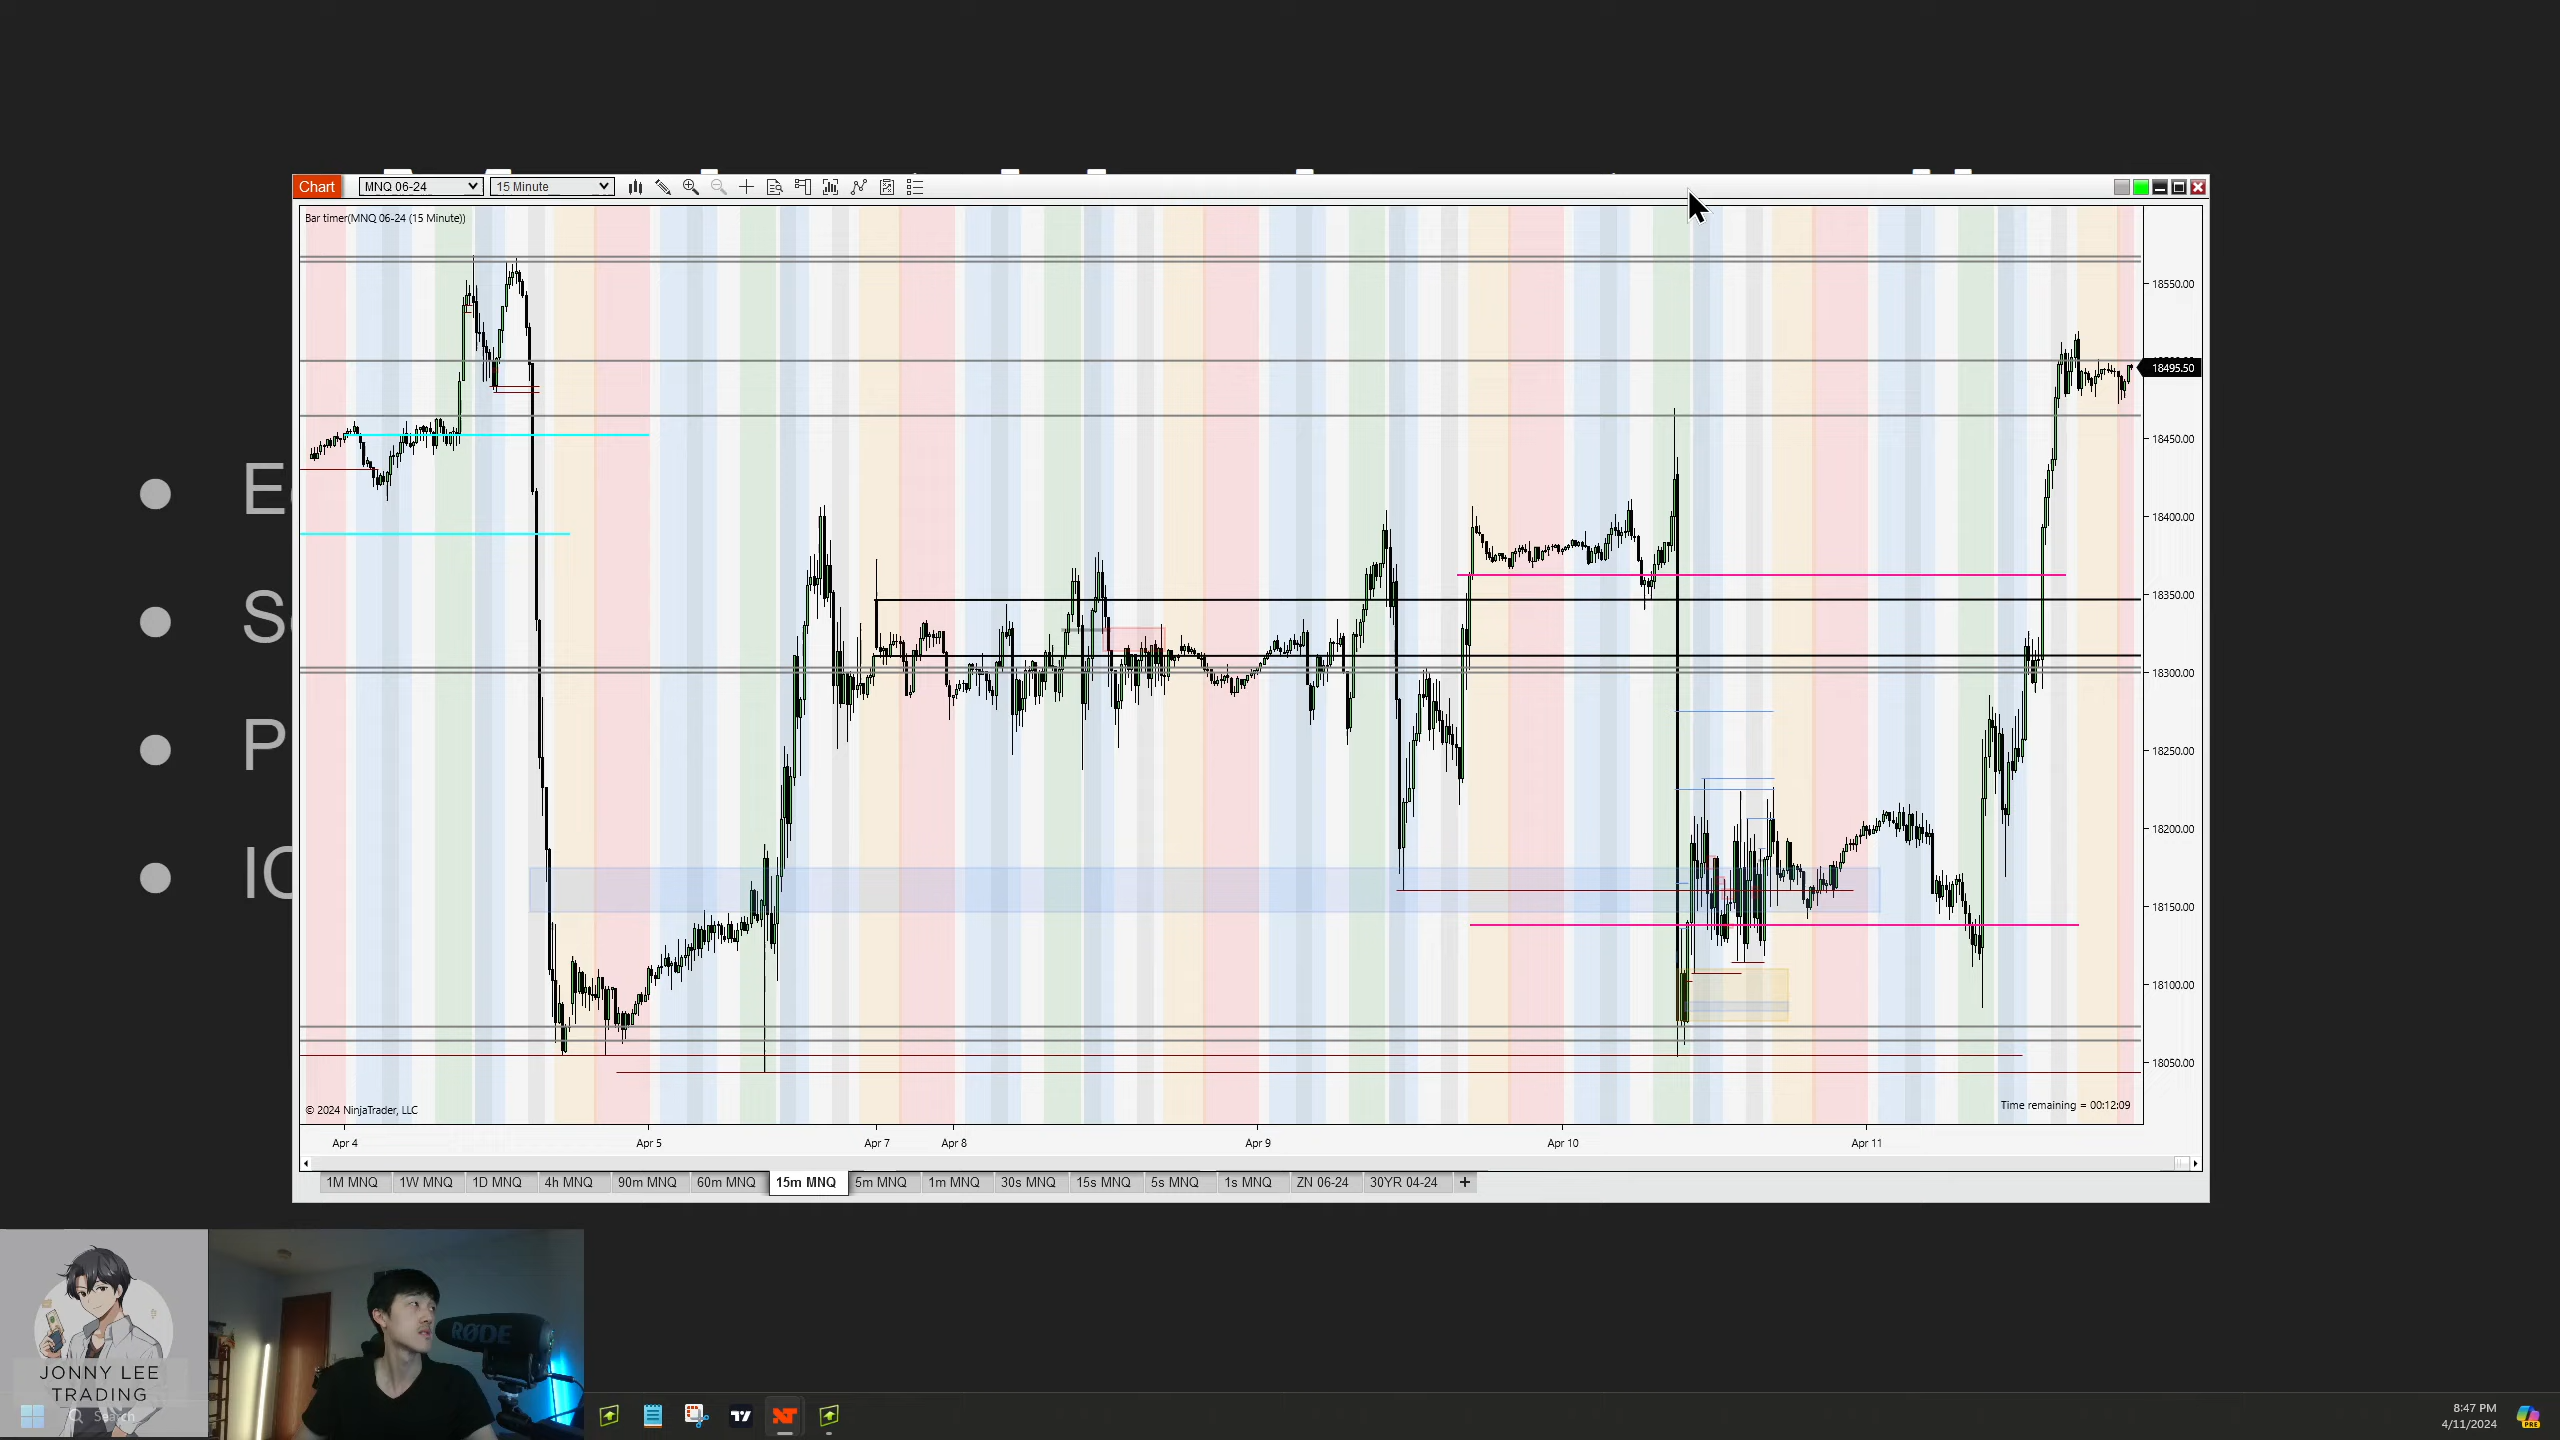 Chart MNQ 06-24 15 Minute
Bar timer(MNQ 06-24 (15 Minute))
18550.00
18495.50
18450.00
18400.00
18350.00
18300.00
18250.00
18200.00
18150.00
18100.00
18050.00
E
S
P
IC
© 2024 NinjaTrader, LLC
Time remaining = 00:12:09
Apr 4 Apr 5 Apr 7 Apr 8 Apr 9 Apr 10 Apr 11
1M MNQ 1W MNQ 1D MNQ 4h MNQ 90m MNQ 60m MNQ 15m MNQ 5m MNQ 1m MNQ 30s MNQ 15s MNQ 5s MNQ 1s MNQ ZN 06-24 30YR 04-24 +
RØDE
JONNY LEE
TRADING
Search
8:47 PM
4/11/2024
PRE